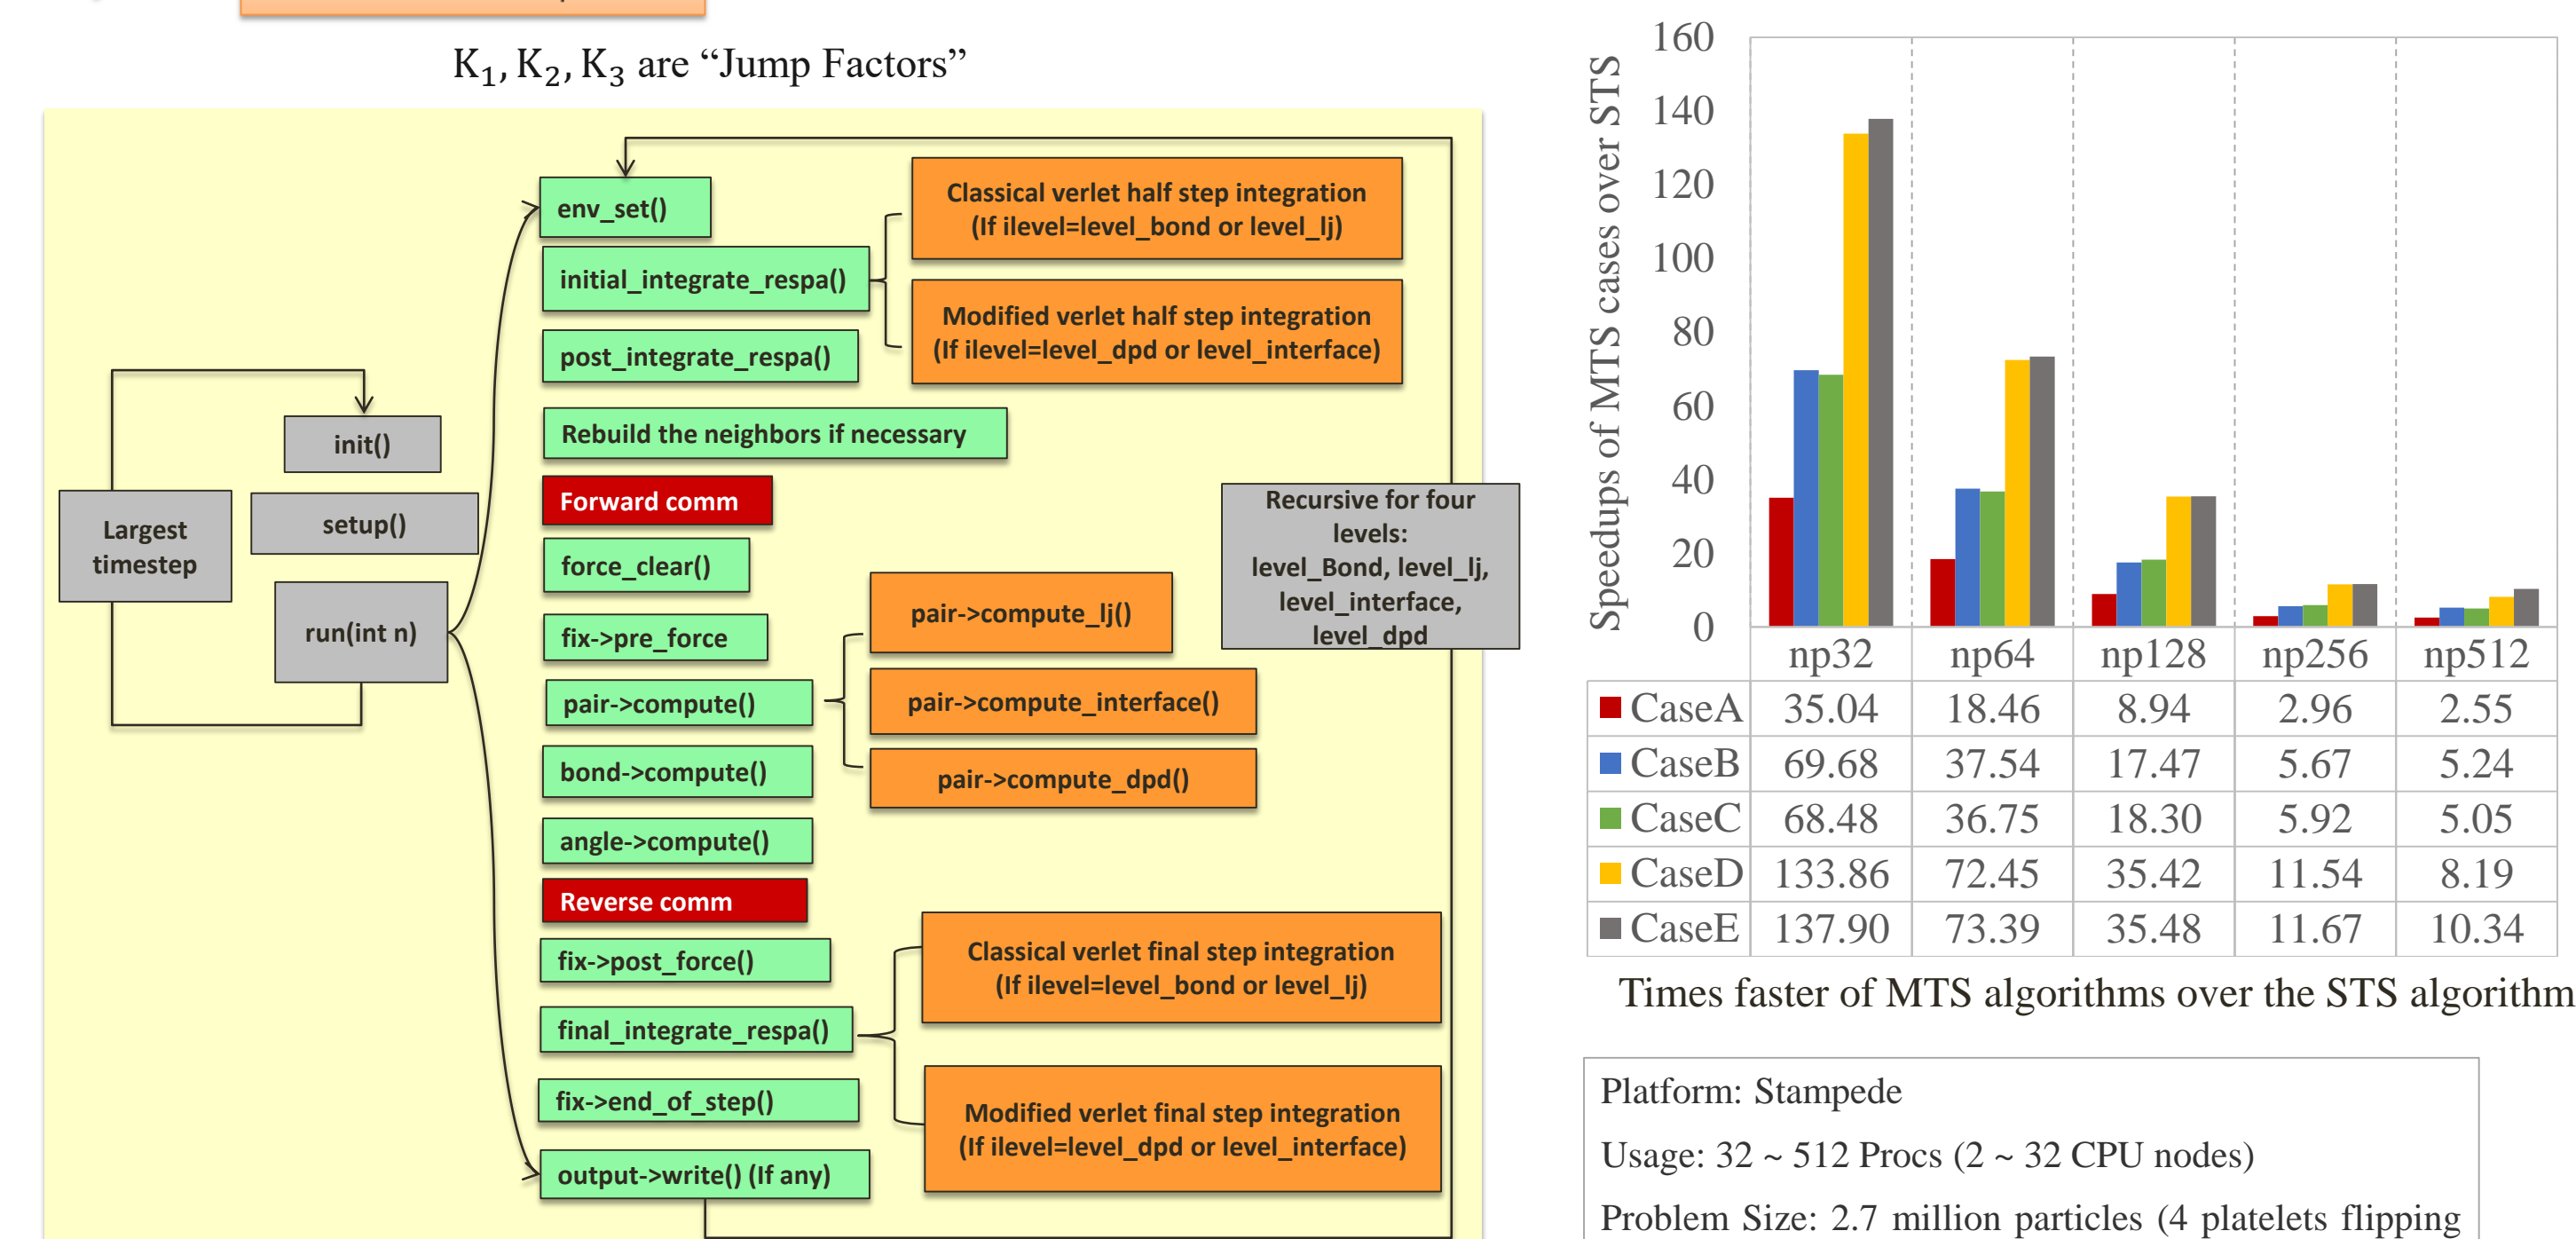 K₁, K₂, K₃ are “Jump Factors”
env_set()
initial_integrate_respa()
post_integrate_respa()
Rebuild the neighbors if necessary
Forward comm
force_clear()
fix->pre_force
pair->compute()
bond->compute()
angle->compute()
Reverse comm
fix->post_force()
final_integrate_respa()
fix->end_of_step()
output->write() (If any)
Classical verlet half step integration
(If ilevel=level_bond or level_lj)
Modified verlet half step integration
(If ilevel=level_dpd or level_interface)
init()
setup()
run(int n)
Largest
timestep
pair->compute_lj()
pair->compute_interface()
pair->compute_dpd()
Recursive for four
levels:
level_Bond, level_lj,
level_interface,
level_dpd
Classical verlet final step integration
(If ilevel=level_bond or level_lj)
Modified verlet final step integration
(If ilevel=level_dpd or level_interface)
Speedups of MTS cases over STS
160
140
120
100
80
60
40
20
0
np32 np64 np128 np256 np512
CaseA 35.04 18.46 8.94 2.96 2.55
CaseB 69.68 37.54 17.47 5.67 5.24
CaseC 68.48 36.75 18.30 5.92 5.05
CaseD 133.86 72.45 35.42 11.54 8.19
CaseE 137.90 73.39 35.48 11.67 10.34
Times faster of MTS algorithms over the STS algorithm
Platform: Stampede
Usage: 32 ~ 512 Procs (2 ~ 32 CPU nodes)
Problem Size: 2.7 million particles (4 platelets flipping